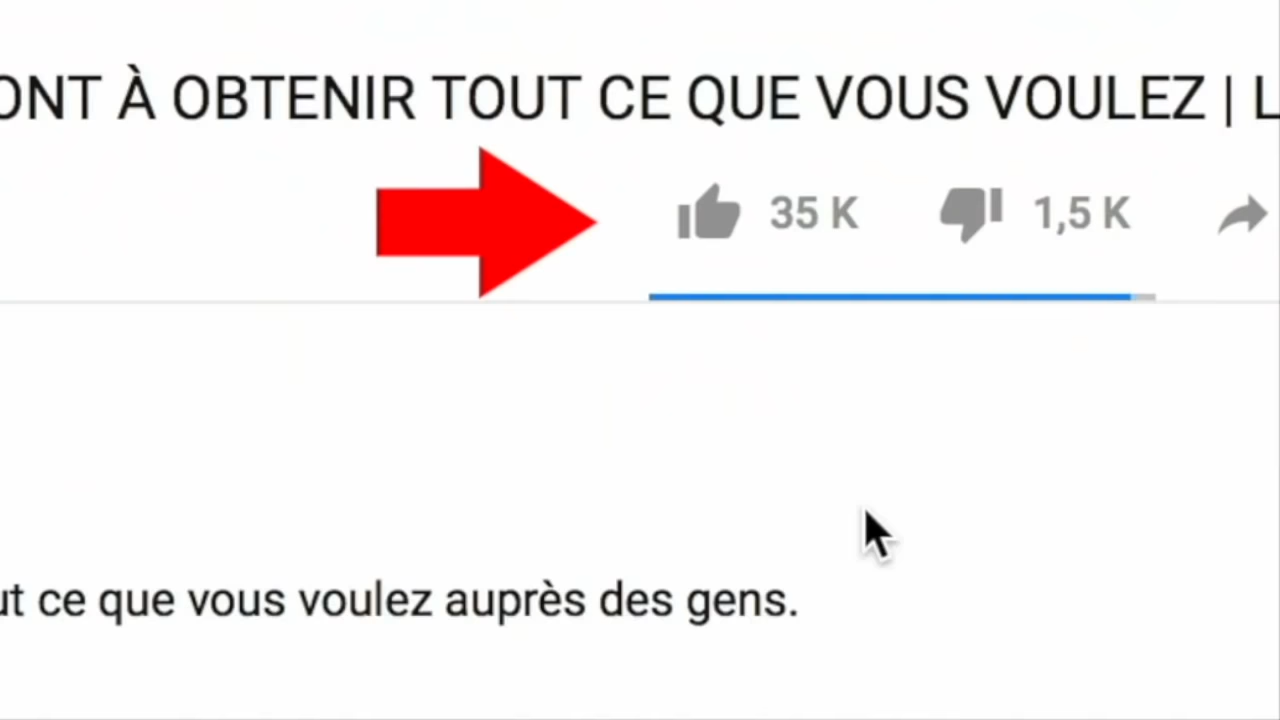 ONT À OBTENIR TOUT CE QUE VOUS VOULEZ | L
35 K 1,5 K
ut ce que vous voulez auprès des gens.